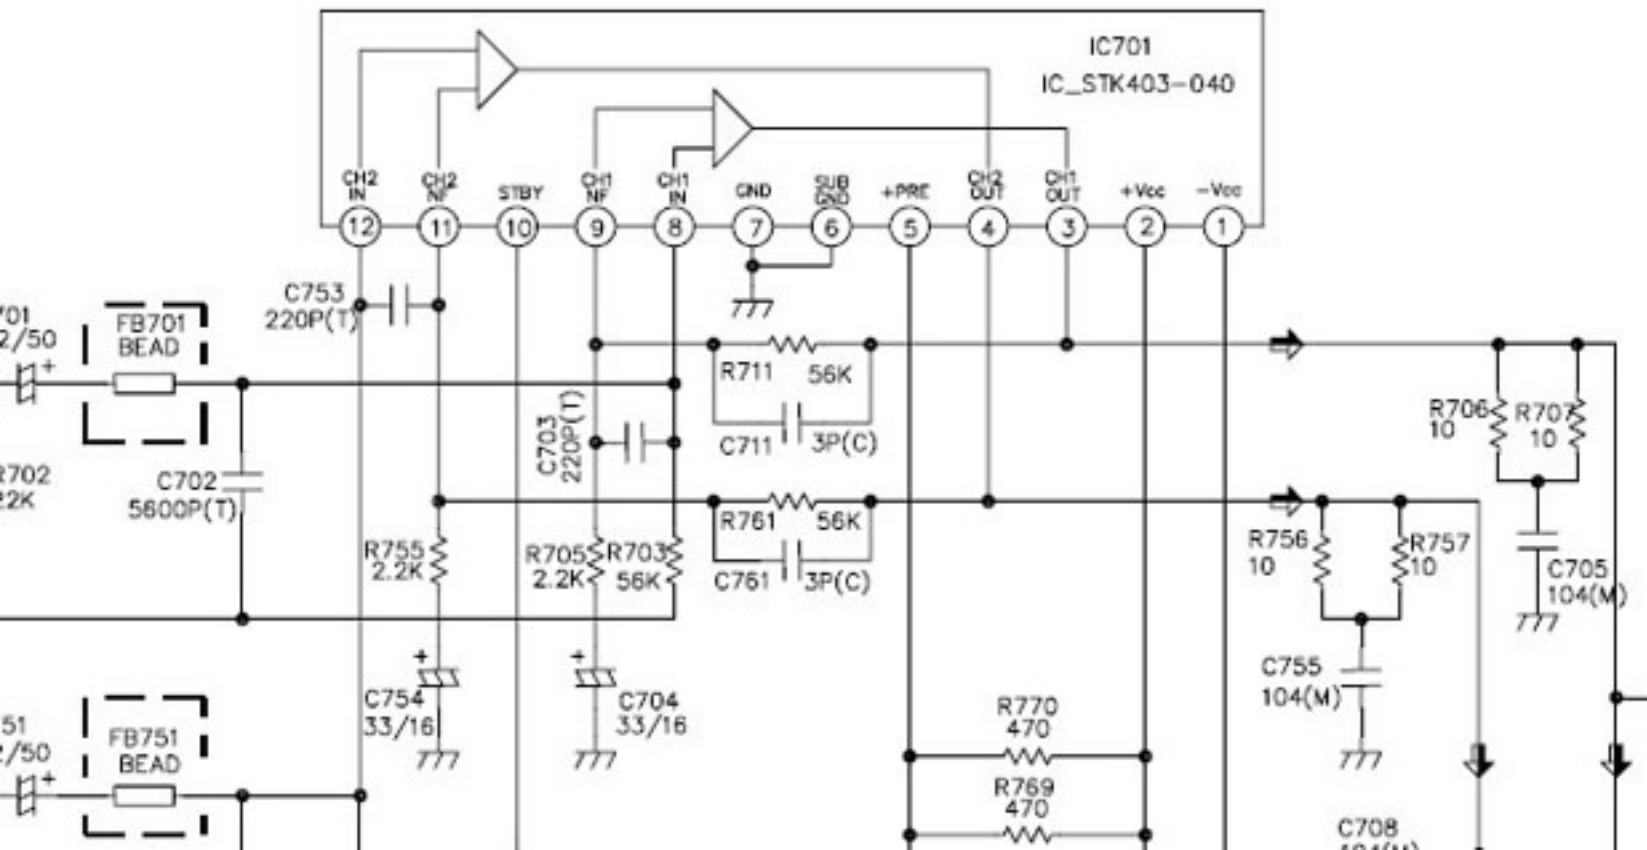 IC701
IC_STK403-040
CH2
IN
CH2
NF
STBY
CH1
NF
CH1
IN
GND
SUB
GND
+PRE
CH2
OUT
CH1
OUT
+Vcc
-Vcc
12
11
10
9
8
7
6
5
4
3
2
1
C753
220P(T)
701
2/50
+
FB701
BEAD
R711
56K
C711
3P(C)
C703
220P(T)
R706
10
R707
10
R702
22K
C702
5600P(T)
R761
56K
C761
3P(C)
R755
2.2K
R705
2.2K
R703
56K
R756
10
R757
10
C705
104(M)
+
C754
33/16
+
C704
33/16
C755
104(M)
R770
470
R769
470
51
2/50
+
FB751
BEAD
C708